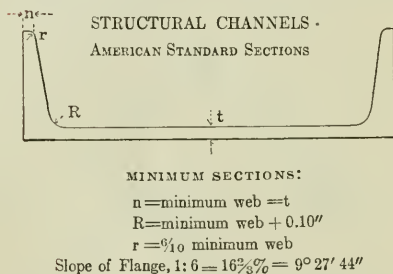 n
STRUCTURAL CHANNELS.
r
AMERICAN STANDARD SECTIONS
R
t
MINIMUM SECTIONS:
n=minimum web =t
R=minimum web + 0.10"
r=6/10 minimum web
Slope of Flange, 1:6=16⅔%=9° 27' 44"